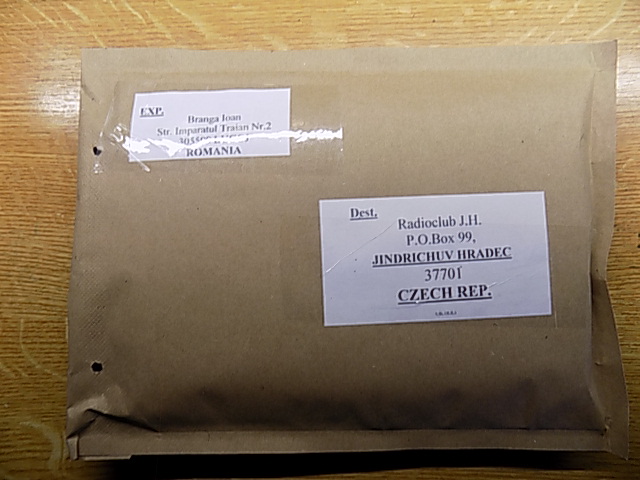 EXP.
Branga Ioan
Str. Imparatul Traian Nr.2
ROMANIA
Dest.
Radioclub J.H.
P.O.Box 99,
JINDRICHUV HRADEC
37701
CZECH REP.